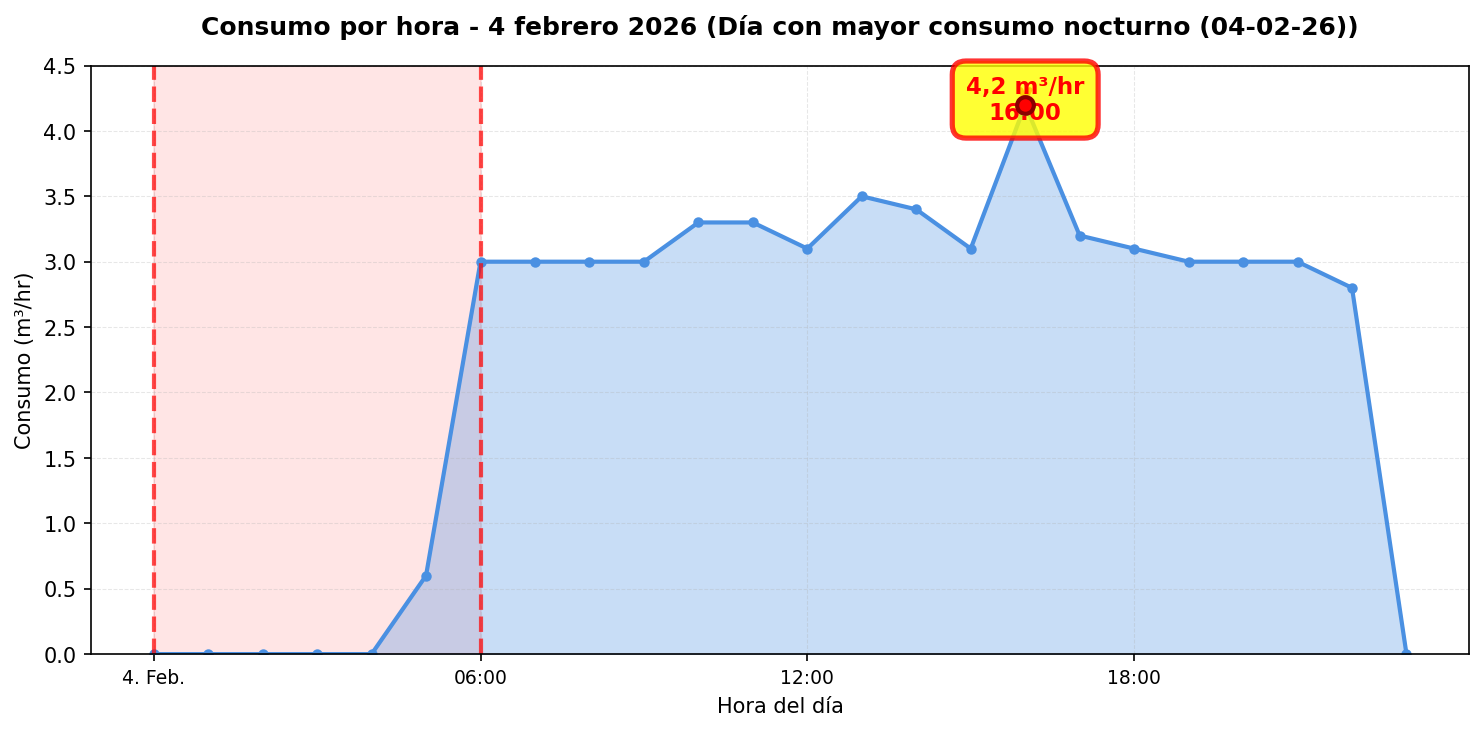 Consumo por hora - 4 febrero 2026 (Día con mayor consumo nocturno (04-02-26))
4,2 m³/hr
16:00
Consumo (m³/hr)
4.5
4.0
3.5
3.0
2.5
2.0
1.5
1.0
0.5
0.0
4. Feb.
06:00
12:00
18:00
Hora del día